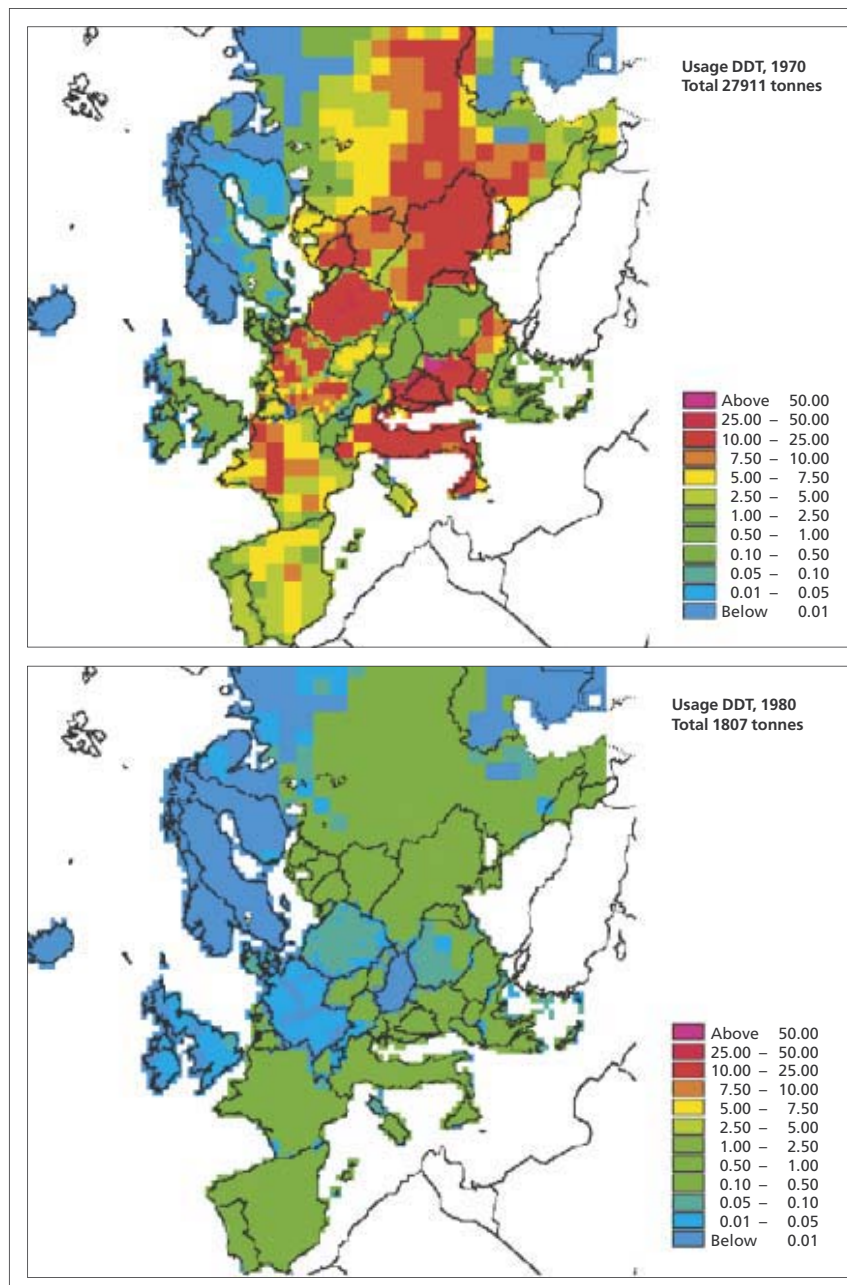 Usage DDT, 1970
Total 27911 tonnes
Above 50.00
25.00 – 50.00
10.00 – 25.00
7.50 – 10.00
5.00 – 7.50
2.50 – 5.00
1.00 – 2.50
0.50 – 1.00
0.10 – 0.50
0.05 – 0.10
0.01 – 0.05
Below 0.01
Usage DDT, 1980
Total 1807 tonnes
Above 50.00
25.00 – 50.00
10.00 – 25.00
7.50 – 10.00
5.00 – 7.50
2.50 – 5.00
1.00 – 2.50
0.50 – 1.00
0.10 – 0.50
0.05 – 0.10
0.01 – 0.05
Below 0.01